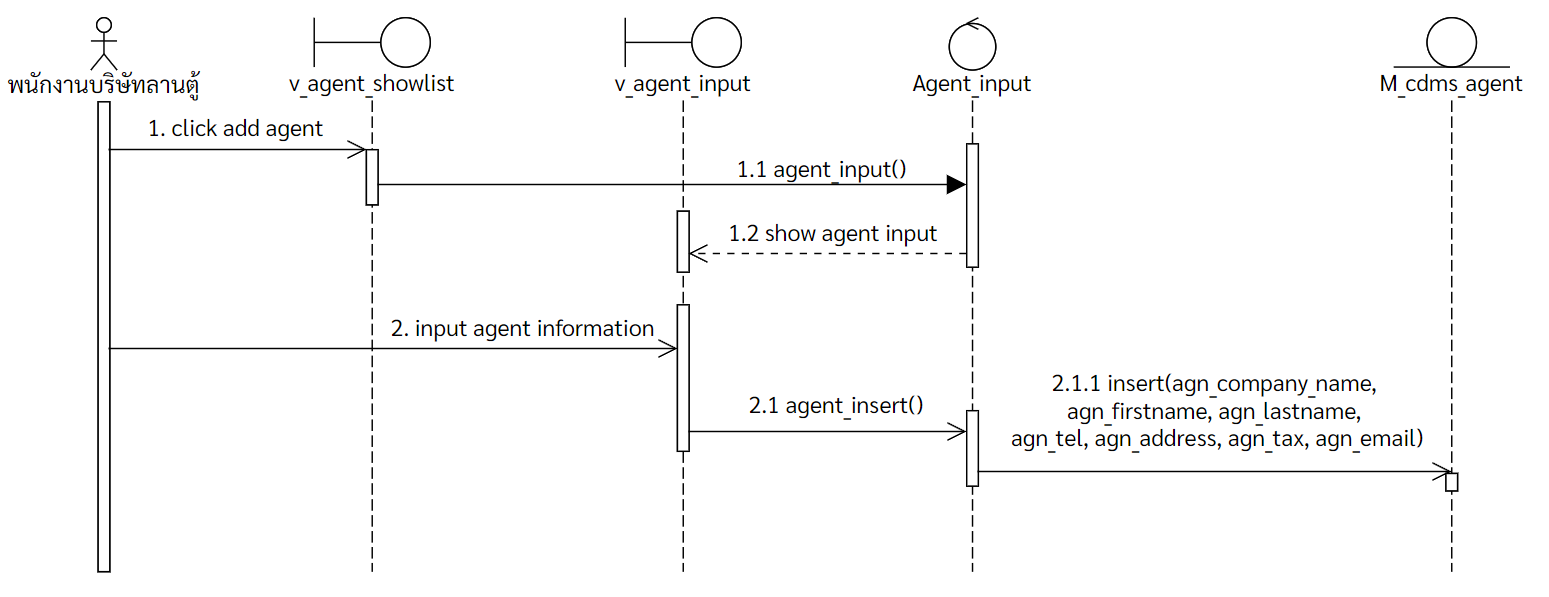 พนักงานบริษัทลานตู้
v_agent_showlist
v_agent_input
Agent_input
M_cdms_agent
1. click add agent
1.1 agent_input()
1.2 show agent input
2. input agent information
2.1 agent_insert()
2.1.1 insert(agn_company_name,
agn_firstname, agn_lastname,
agn_tel, agn_address, agn_tax, agn_email)